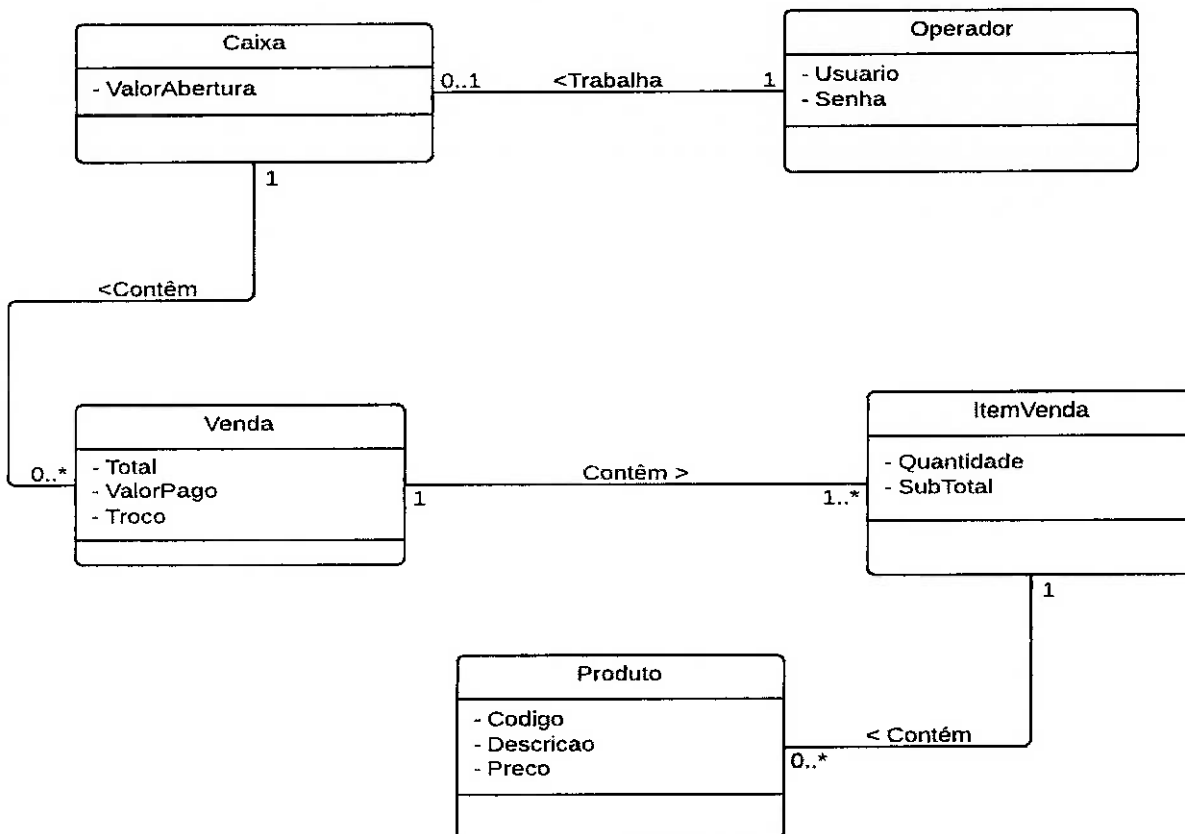 Caixa
- ValorAbertura
0..1
<Trabalha
1
Operador
- Usuario
- Senha
1
<Contêm
0..*
Venda
- Total
- ValorPago
- Troco
1
Contêm >
1..*
ItemVenda
- Quantidade
- SubTotal
1
Produto
- Codigo
- Descricao
- Preco
0..*
< Contém